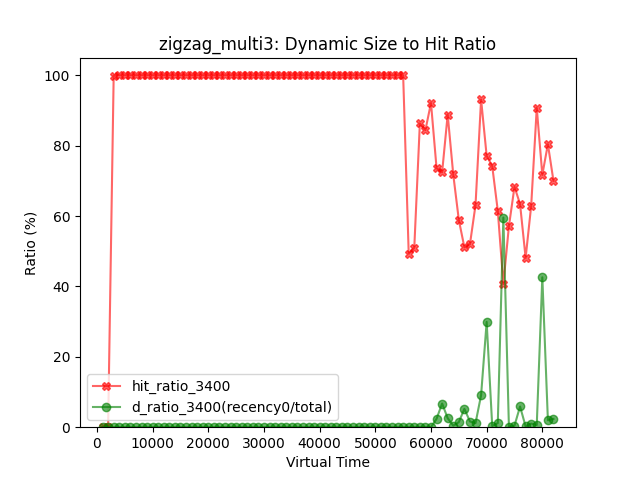 zigzag_multi3: Dynamic Size to Hit Ratio
100
80
60
40
20
0
Ratio (%)
hit_ratio_3400
d_ratio_3400(recency0/total)
0 10000 20000 30000 40000 50000 60000 70000 80000
Virtual Time